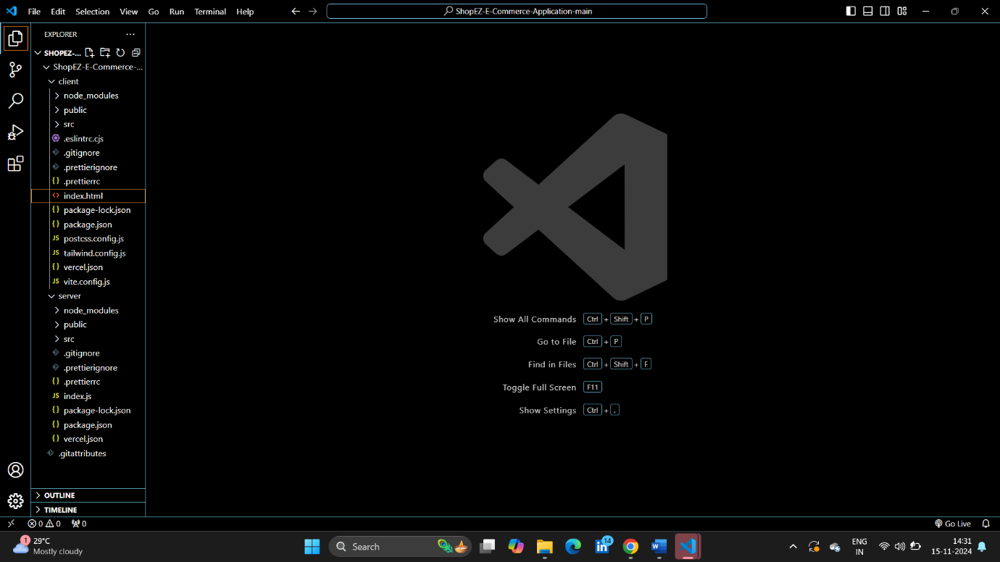 File Edit Selection View Go Run Terminal Help
ShopEZ-E-Commerce-Application-main
EXPLORER
SHOPEZ-...
ShopEZ-E-Commerce-...
client
node_modules
public
src
.eslintrc.cjs
.gitignore
.prettierignore
.prettierrc
index.html
package-lock.json
package.json
postcss.config.js
tailwind.config.js
vercel.json
vite.config.js
server
node_modules
public
src
.gitignore
.prettierignore
.prettierrc
index.js
package-lock.json
package.json
vercel.json
.gitattributes
OUTLINE
TIMELINE
Show All Commands Ctrl + Shift + P
Go to File Ctrl + P
Find in Files Ctrl + Shift + F
Toggle Full Screen F11
Show Settings Ctrl + ,
0 0 0
Go Live
1
29°C
Mostly cloudy
Search
14
ENG
IN
14:31
15-11-2024